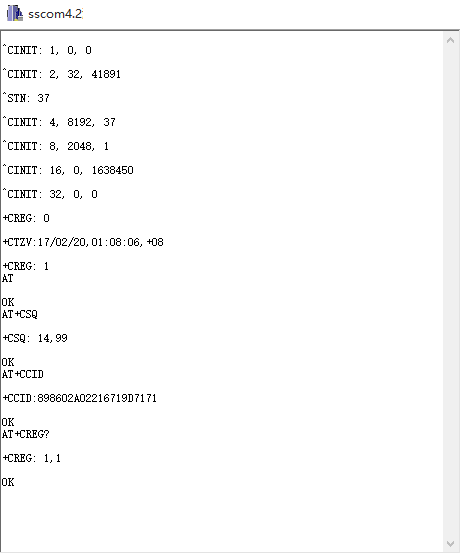 sscom4.2
^CINIT: 1, 0, 0
^CINIT: 2, 32, 41891
^STN: 37
^CINIT: 4, 8192, 37
^CINIT: 8, 2048, 1
^CINIT: 16, 0, 1638450
^CINIT: 32, 0, 0
+CREG: 0
+CTZV:17/02/20,01:08:06,+08
+CREG: 1
AT
OK
AT+CSQ
+CSQ: 14,99
OK
AT+CCID
+CCID:898602A02216719D7171
OK
AT+CREG?
+CREG: 1,1
OK